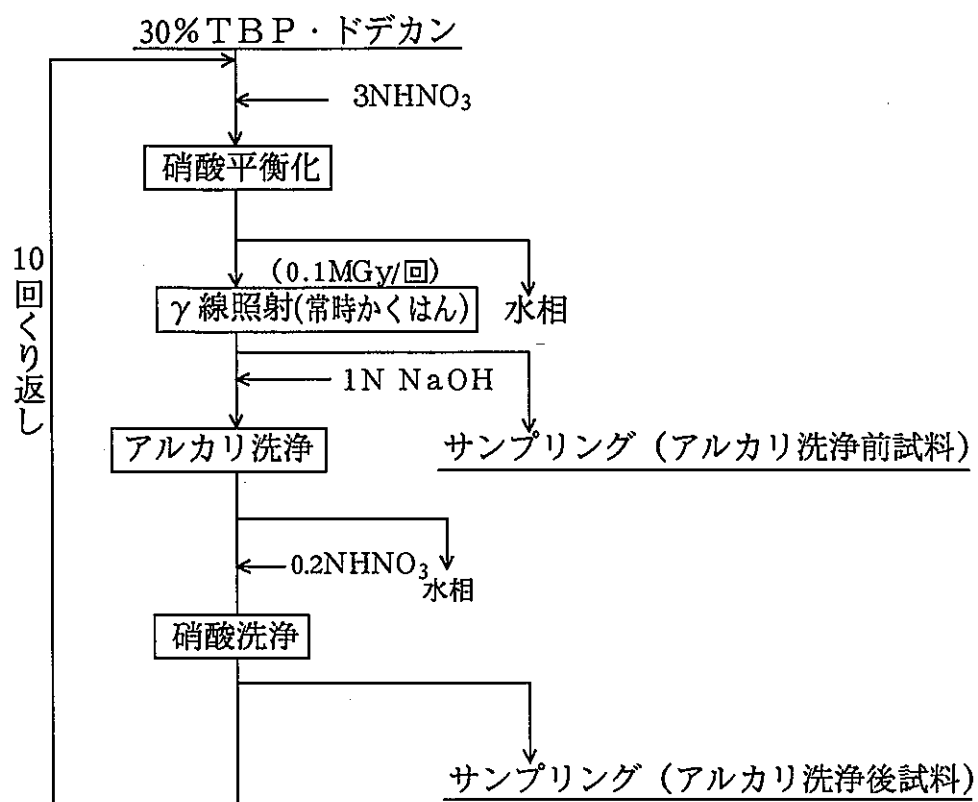 30%TBP・ドデカン
3NHNO₃
硝酸平衡化
(0.1MGy/回)
γ線照射(常時かくはん)
水相
1N NaOH
アルカリ洗浄
サンプリング(アルカリ洗浄前試料)
0.2NHNO₃
水相
硝酸洗浄
サンプリング(アルカリ洗浄後試料)
10回くり返し